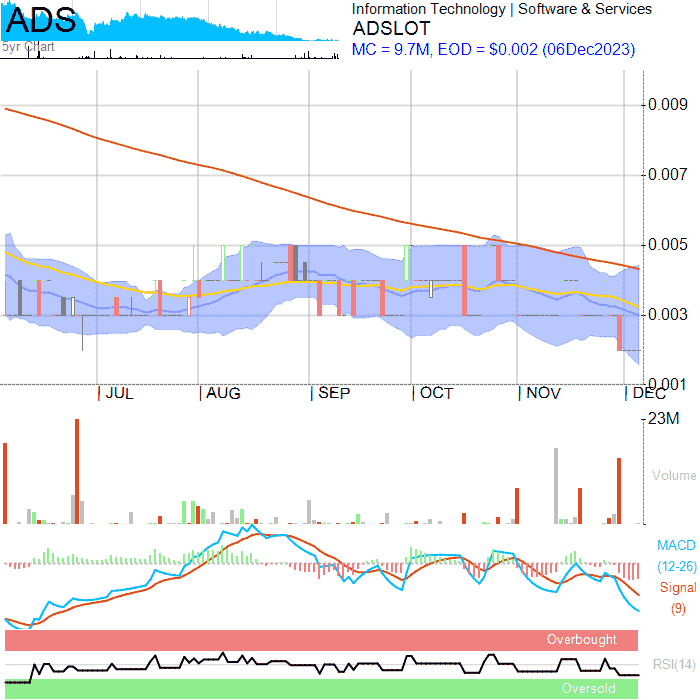 ADS
5yr Chart
Information Technology | Software & Services
ADSLOT
MC = 9.7M, EOD = $0.002 (06Dec2023)
0.009
0.007
0.005
0.003
0.001
| JUL
| AUG
| SEP
| OCT
| NOV
| DEC
23M
Volume
MACD
(12-26)
Signal
(9)
Overbought
RSI(14)
Oversold